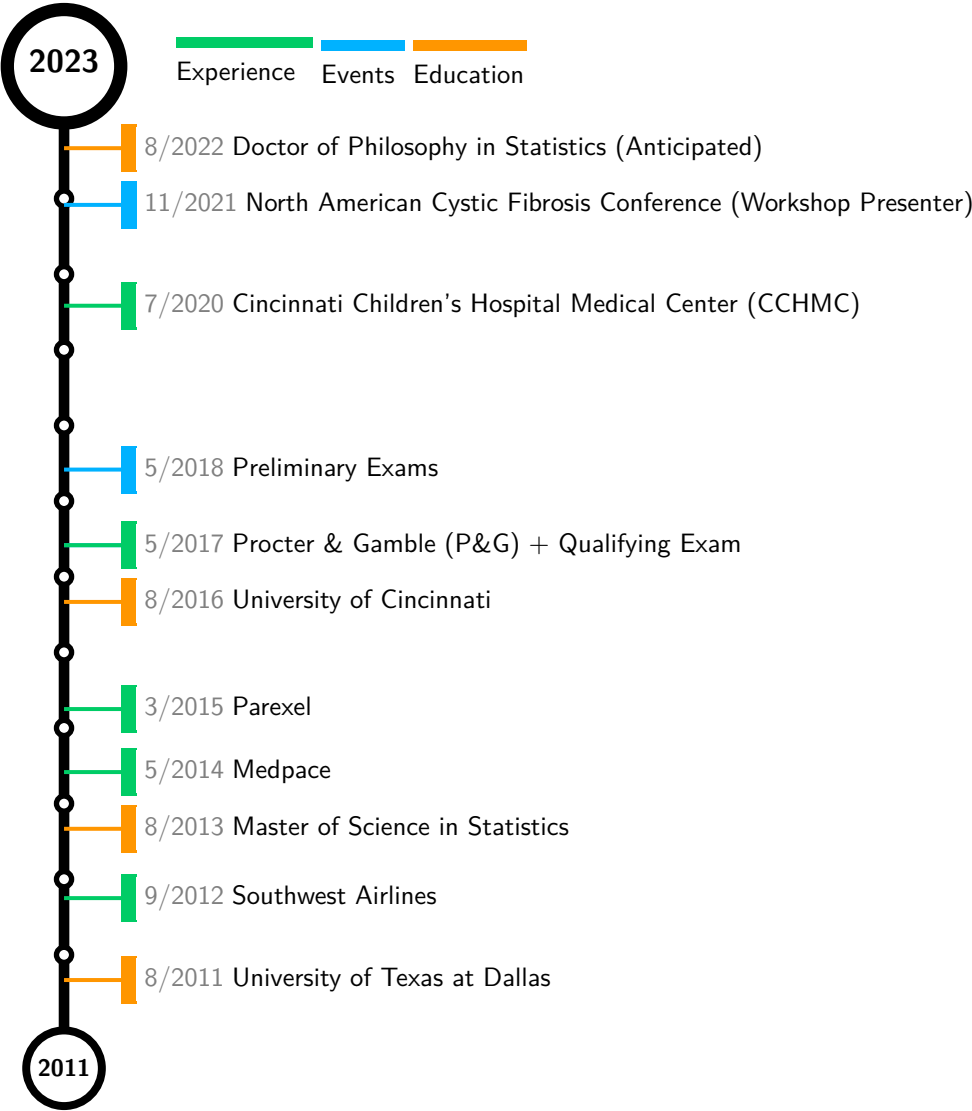 2023
Experience
Events
Education
8/2022 Doctor of Philosophy in Statistics (Anticipated)
11/2021 North American Cystic Fibrosis Conference (Workshop Presenter)
7/2020 Cincinnati Children's Hospital Medical Center (CCHMC)
5/2018 Preliminary Exams
5/2017 Procter & Gamble (P&G) + Qualifying Exam
8/2016 University of Cincinnati
3/2015 Parexel
5/2014 Medpace
8/2013 Master of Science in Statistics
9/2012 Southwest Airlines
8/2011 University of Texas at Dallas
2011